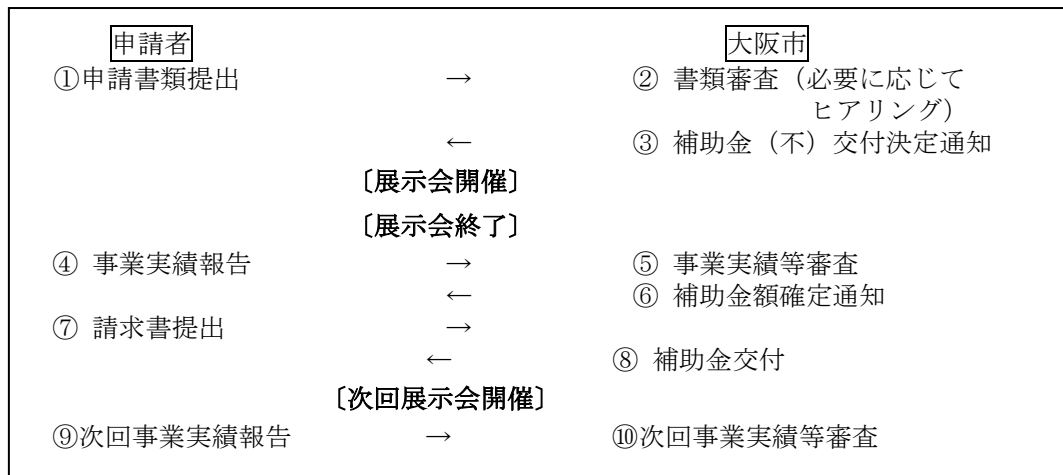 申請者 大阪市
①申請書類提出 → ② 書類審査（必要に応じて
ヒアリング）
← ③ 補助金（不）交付決定通知
〔展示会開催〕
〔展示会終了〕
④ 事業実績報告 → ⑤ 事業実績等審査
← ⑥ 補助金額確定通知
⑦ 請求書提出 →
← ⑧ 補助金交付
〔次回展示会開催〕
⑨次回事業実績報告 → ⑩次回事業実績等審査